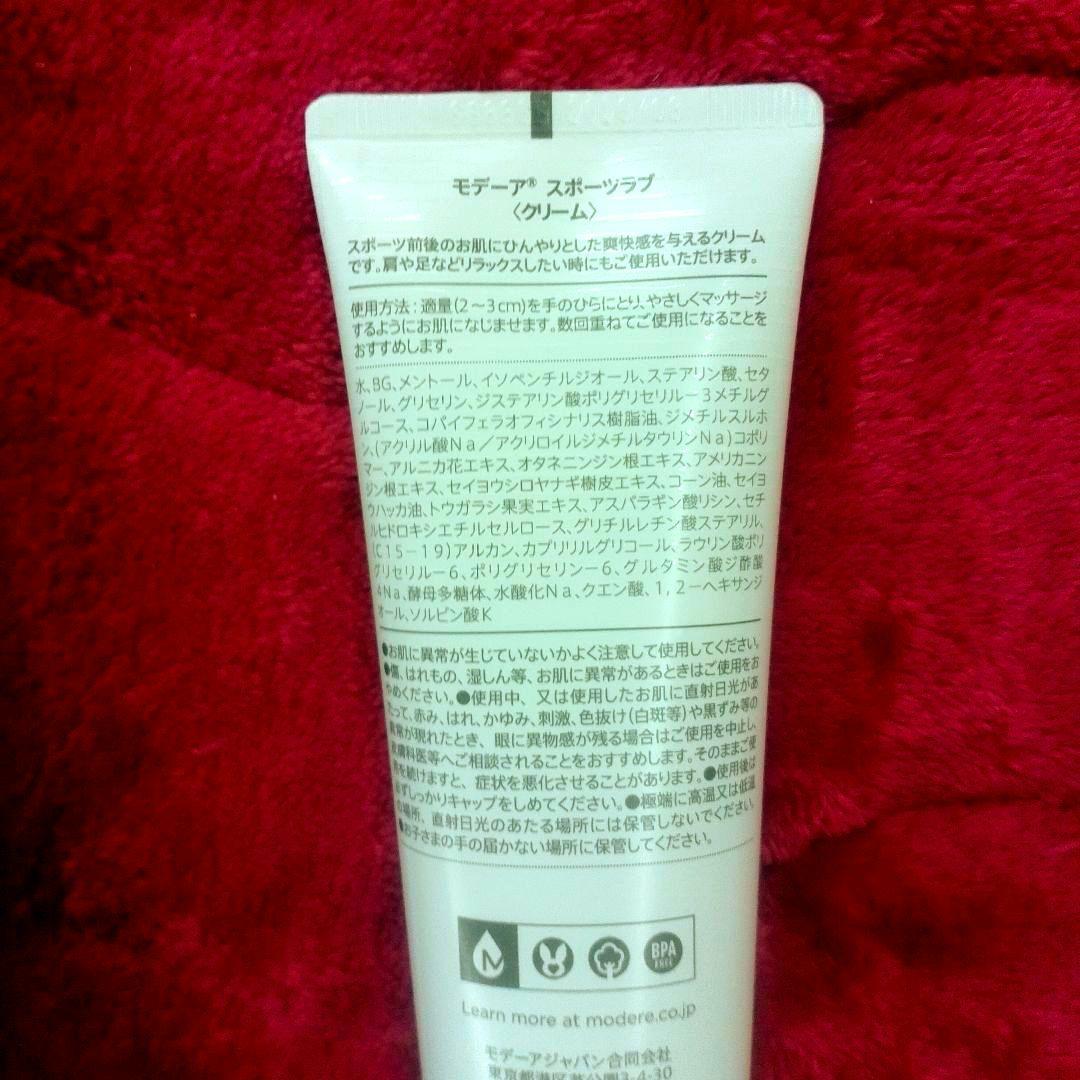 モデーア® スポーツラブ
〈クリーム〉
スポーツ前後のお肌にひんやりとした爽快感を与えるクリーム
です。肩や足などリラックスしたい時にもご使用いただけます。
使用方法：適量(2～3cm)を手のひらにとり、やさしくマッサージ
するようにお肌になじませます。数回重ねてご使用になることを
おすすめします。
水、BG、メントール、イソペンチルジオール、ステアリン酸、セタ
ノール、グリセリン、ジステアリン酸ポリグリセリル－3メチルグ
ルコース、コパイフェラオフィシナリス樹脂油、ジメチルスルホ
ン、(アクリル酸Na／アクリロイルジメチルタウリンNa)コポリ
マー、アルニカ花エキス、オタネニンジン根エキス、アメリカニン
ジン根エキス、セイヨウシロヤナギ樹皮エキス、コーン油、セイヨ
ウハッカ油、トウガラシ果実エキス、アスパラギン酸リシン、セチ
ルヒドロキシエチルセルロース、グリチルレチン酸ステアリル、
(C15－19)アルカン、カプリリルグリコール、ラウリン酸ポリ
グリセリル－6、ポリグリセリン－6、グルタミン酸ジ酢酸
4Na、酵母多糖体、水酸化Na、クエン酸、1,2－ヘキサンジ
オール、ソルビン酸K
●お肌に異常が生じていないかよく注意して使用してください。
●傷、はれもの、湿しん等、お肌に異常があるときはご使用をお
やめください。●使用中、又は使用したお肌に直射日光があ
たって、赤み、はれ、かゆみ、刺激、色抜け(白斑等)や黒ずみ等の
異常が現れたとき、眼に異物感が残る場合はご使用を中止し、
皮膚科医等へご相談されることをおすすめします。そのままご使
用を続けますと、症状を悪化させることがあります。●使用後は
必ずしっかりキャップをしめてください。●極端に高温又は低温
の場所、直射日光のあたる場所には保管しないでください。
●お子さまの手の届かない場所に保管してください。
BPA
FREE
Learn more at modere.co.jp
モデーアジャパン合同会社
東京都港区芝公園3-4-30